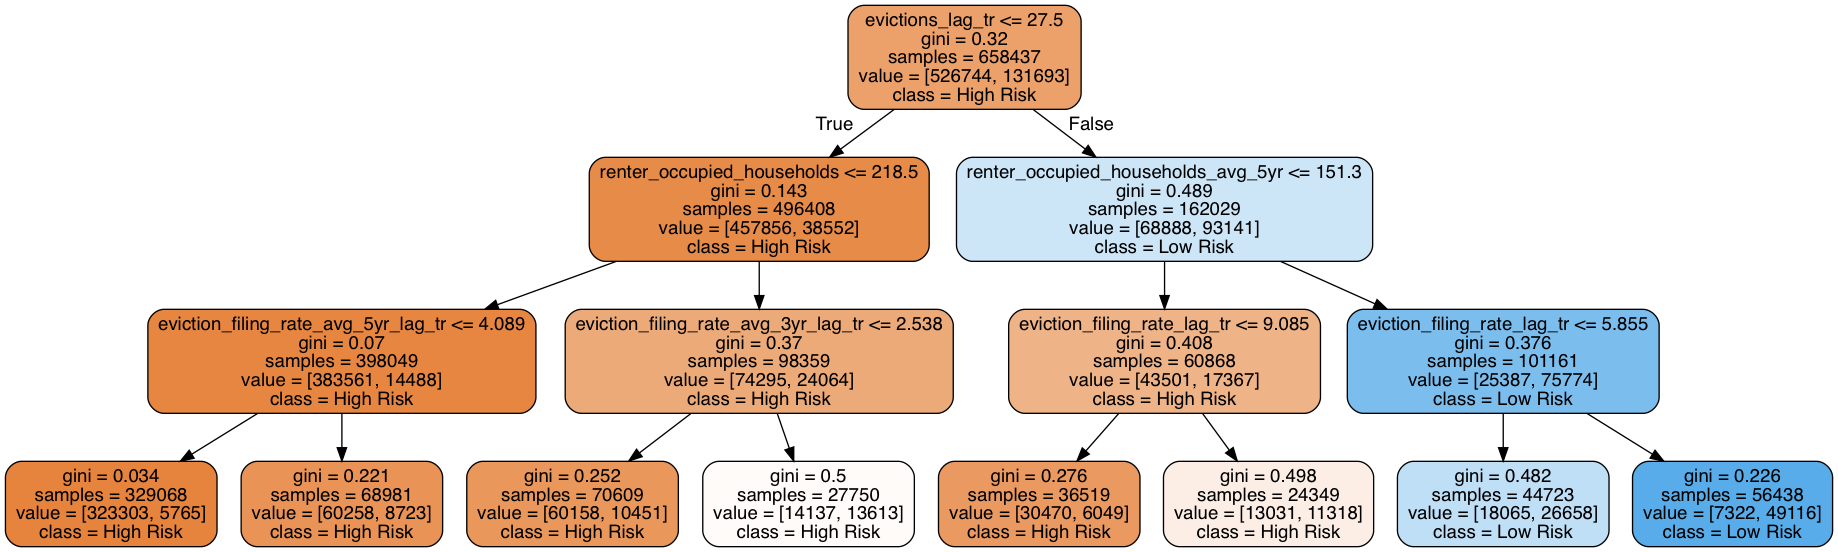 evictions_lag_tr <= 27.5
gini = 0.32
samples = 658437
value = [526744, 131693]
class = High Risk
True
False
renter_occupied_households <= 218.5
gini = 0.143
samples = 496408
value = [457856, 38552]
class = High Risk
renter_occupied_households_avg_5yr <= 151.3
gini = 0.489
samples = 162029
value = [68888, 93141]
class = Low Risk
eviction_filing_rate_avg_5yr_lag_tr <= 4.089
gini = 0.07
samples = 398049
value = [383561, 14488]
class = High Risk
eviction_filing_rate_avg_3yr_lag_tr <= 2.538
gini = 0.37
samples = 98359
value = [74295, 24064]
class = High Risk
eviction_filing_rate_lag_tr <= 9.085
gini = 0.408
samples = 60868
value = [43501, 17367]
class = High Risk
eviction_filing_rate_lag_tr <= 5.855
gini = 0.376
samples = 101161
value = [25387, 75774]
class = Low Risk
gini = 0.034
samples = 329068
value = [323303, 5765]
class = High Risk
gini = 0.221
samples = 68981
value = [60258, 8723]
class = High Risk
gini = 0.252
samples = 70609
value = [60158, 10451]
class = High Risk
gini = 0.5
samples = 27750
value = [14137, 13613]
class = High Risk
gini = 0.276
samples = 36519
value = [30470, 6049]
class = High Risk
gini = 0.498
samples = 24349
value = [13031, 11318]
class = High Risk
gini = 0.482
samples = 44723
value = [18065, 26658]
class = Low Risk
gini = 0.226
samples = 56438
value = [7322, 49116]
class = Low Risk